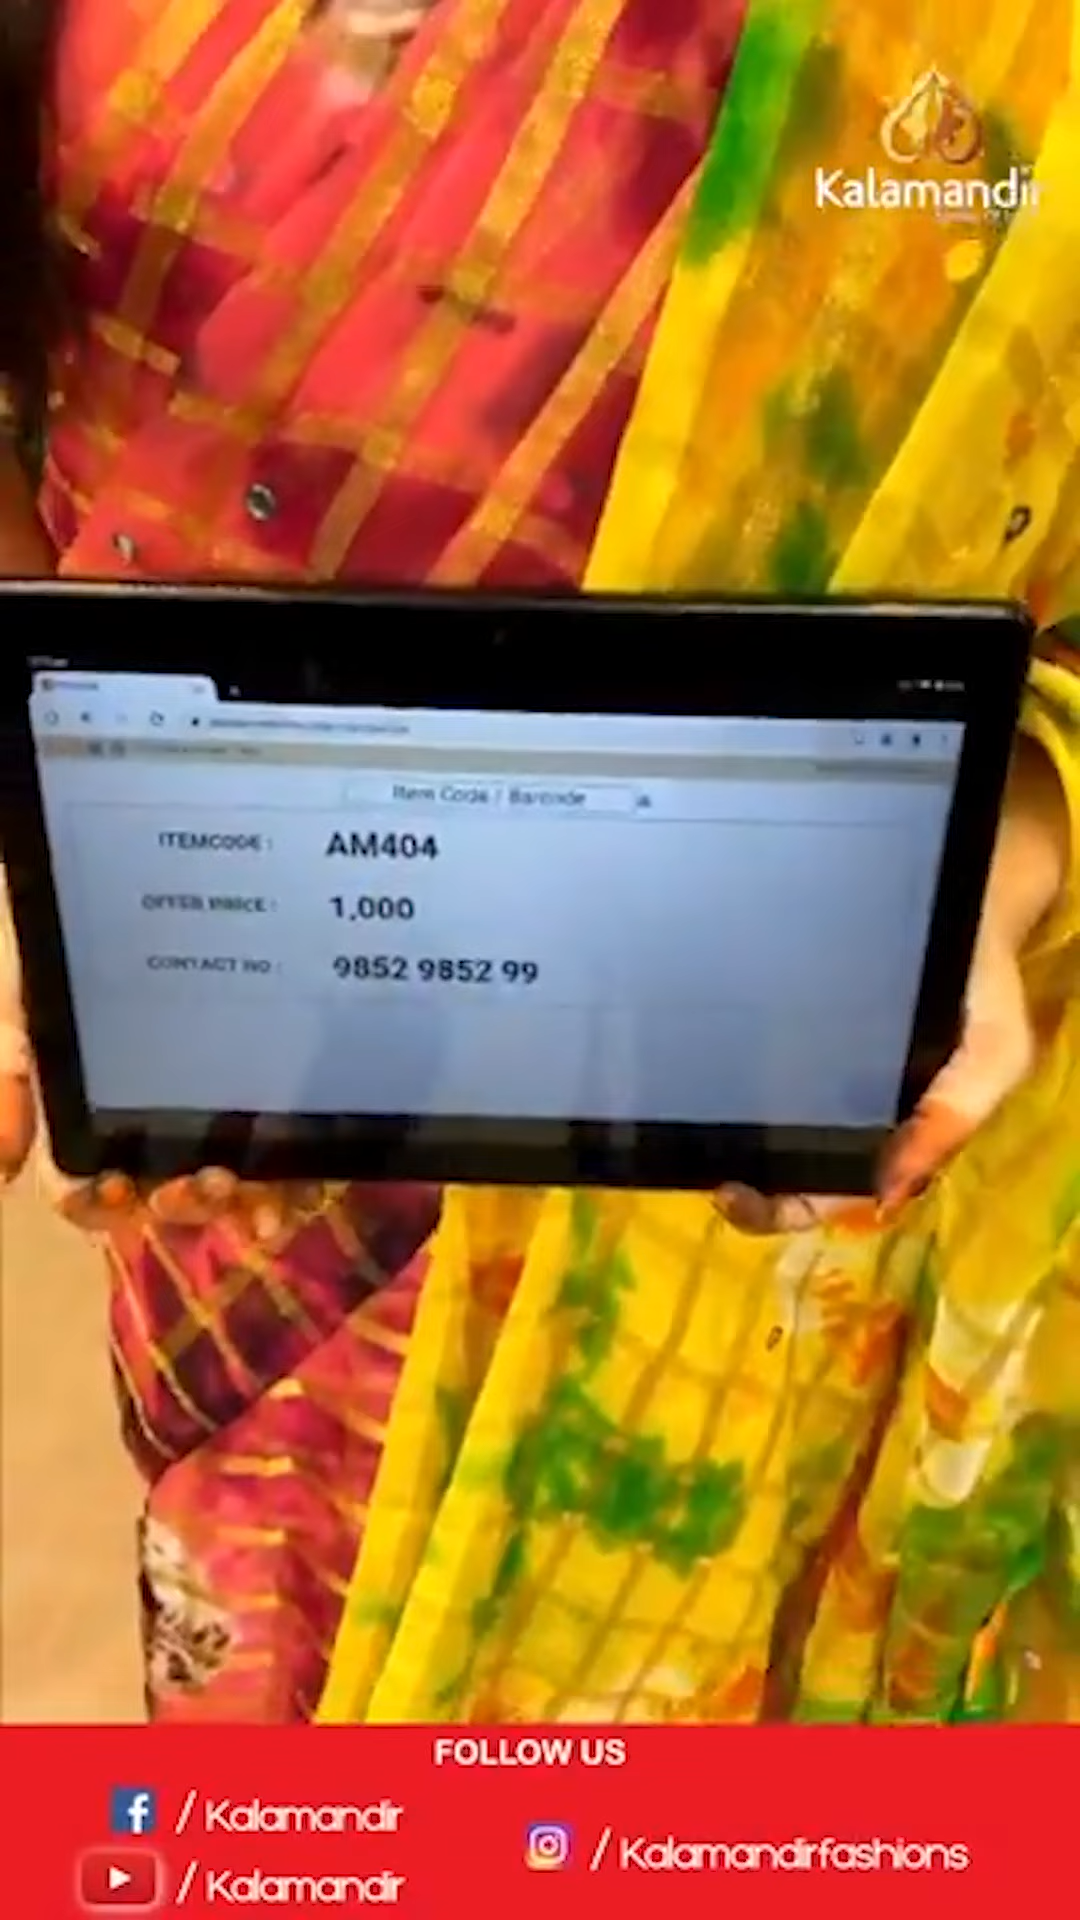 Kalamandir
Item Code / Barcode
ITEMCODE : AM404
OFFER PRICE : 1,000
CONTACT NO : 9852 9852 99
FOLLOW US
/ Kalamandir
/ Kalamandirfashions
/ Kalamandir